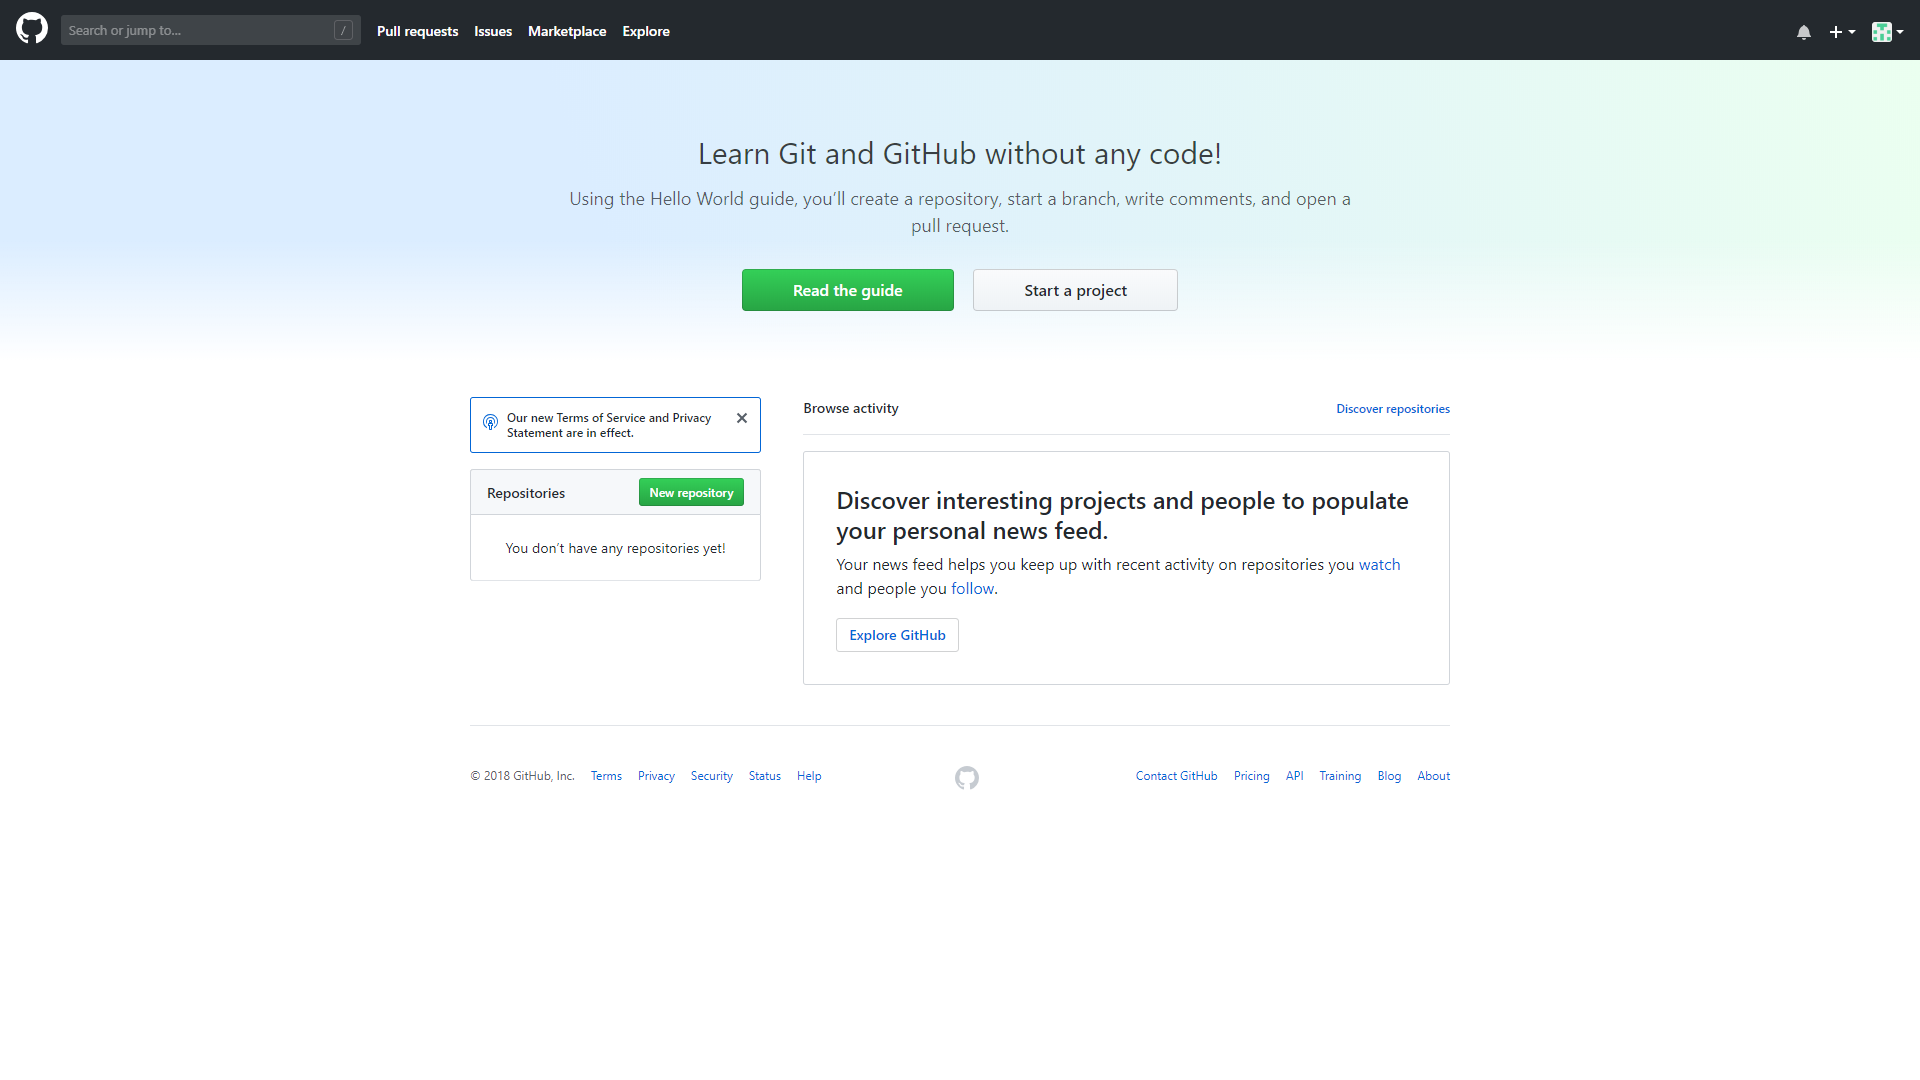 Search or jump to... /
Pull requests Issues Marketplace Explore
Learn Git and GitHub without any code!
Using the Hello World guide, you’ll create a repository, start a branch, write comments, and open a
pull request.
Read the guide
Start a project
Our new Terms of Service and Privacy
Statement are in effect.
Repositories
New repository
You don’t have any repositories yet!
Browse activity
Discover repositories
Discover interesting projects and people to populate
your personal news feed.
Your news feed helps you keep up with recent activity on repositories you watch
and people you follow.
Explore GitHub
© 2018 GitHub, Inc. Terms Privacy Security Status Help
Contact GitHub Pricing API Training Blog About